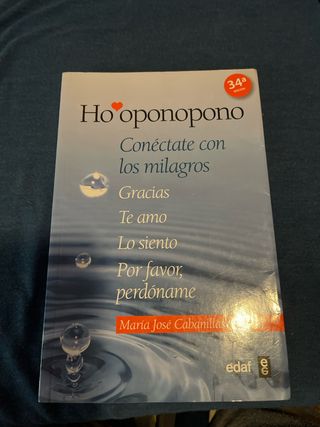 34ª
Ho'oponopono
Conéctate con
los milagros
Gracias
Te amo
Lo siento
Por favor,
perdóname
María José Cabanillas
edaf